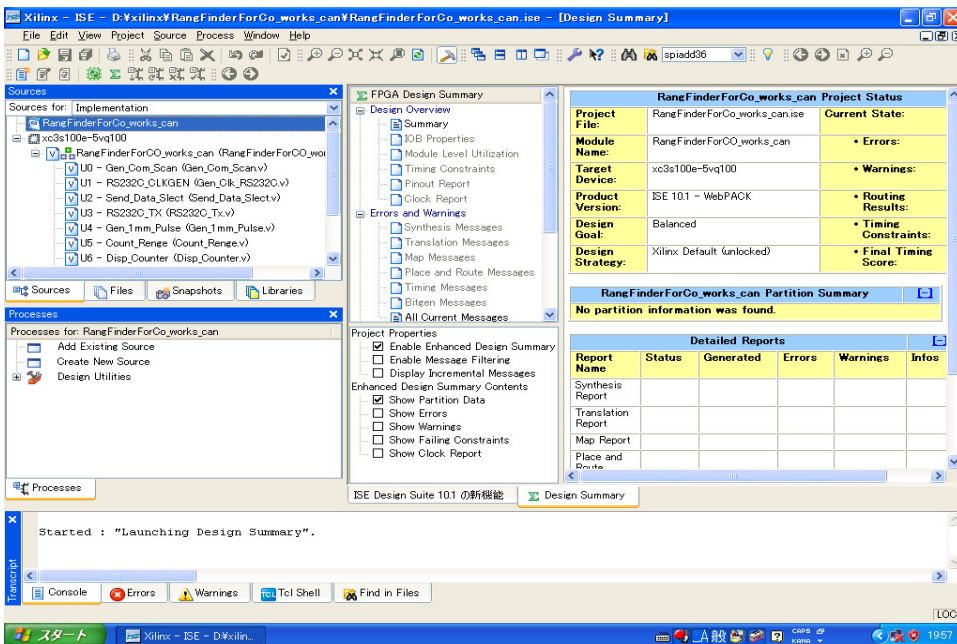 Xilinx - ISE - D:¥xilinx¥RangFinderForCo_works_can¥RangFinderForCo_works_can.ise - [Design Summary]
File Edit View Project Source Process Window Help
spiadd36
Sources
Sources for: Implementation
RangFinderForCo_works_can
xc3s100e-5vq100
RangFinderForCO_works_can (RangFinderForCO_wor
U0 - Gen_Com_Scan (Gen_Com_Scan.v)
U1 - RS232C_CLKGEN (Gen_Clk_RS232C.v)
U2 - Send_Data_Slect (Send_Data_Slect.v)
U3 - RS232C_TX (RS232C_Tx.v)
U4 - Gen_1mm_Pulse (Gen_1mm_Pulse.v)
U5 - Count_Renge (Count_Renge.v)
U6 - Disp_Counter (Disp_Counter.v)
Sources Files Snapshots Libraries
Processes
Processes for: RangFinderForCo_works_can
Add Existing Source
Create New Source
Design Utilities
Processes
FPGA Design Summary
Design Overview
Summary
IOB Properties
Module Level Utilization
Timing Constraints
Pinout Report
Clock Report
Errors and Warnings
Synthesis Messages
Translation Messages
Map Messages
Place and Route Messages
Timing Messages
Bitgen Messages
All Current Messages
Project Properties
Enable Enhanced Design Summary
Enable Message Filtering
Display Incremental Messages
Enhanced Design Summary Contents
Show Partition Data
Show Errors
Show Warnings
Show Failing Constraints
Show Clock Report
RangFinderForCo_works_can Project Status
Project File: RangFinderForCo_works_can.ise Current State:
Module Name: RangFinderForCO_works_can • Errors:
Target Device: xc3s100e-5vq100 • Warnings:
Product Version: ISE 10.1 - WebPACK • Routing Results:
Design Goal: Balanced • Timing Constraints:
Design Strategy: Xilinx Default (unlocked) • Final Timing Score:
RangFinderForCo_works_can Partition Summary [-]
No partition information was found.
Detailed Reports [-]
Report Name Status Generated Errors Warnings Infos
Synthesis Report
Translation Report
Map Report
Place and Route
ISE Design Suite 10.1 の新機能 Design Summary
Started : "Launching Design Summary".
Transcript
Console Errors Warnings Tcl Shell Find in Files
LOC
スタート Xilinx - ISE - D:¥xilin... A般 CAPS KANA 19:57